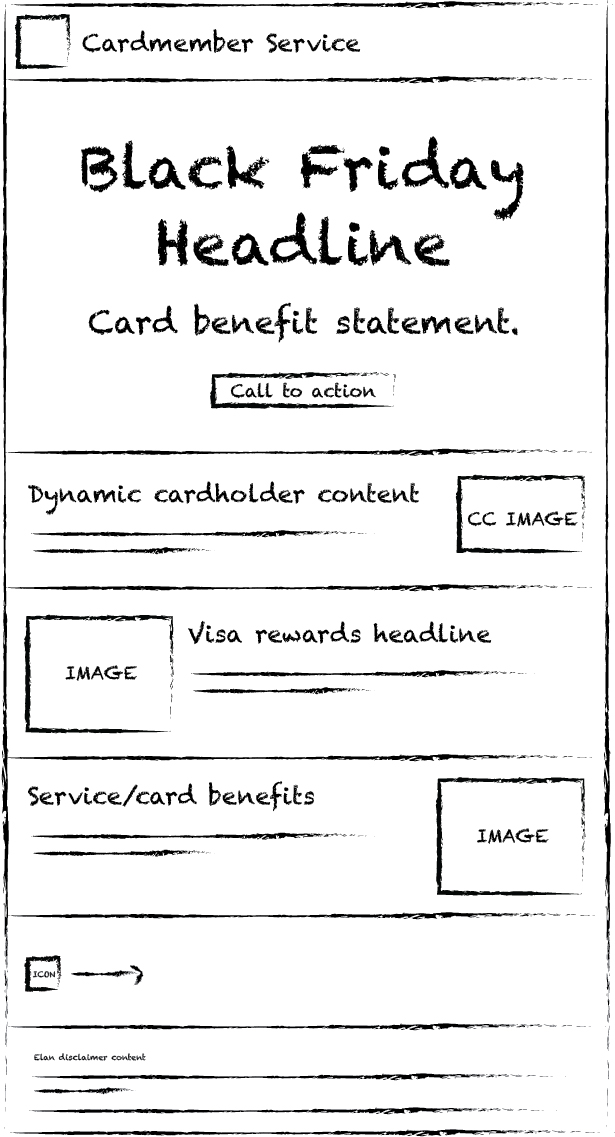 Cardmember Service
Black Friday
Headline
Card benefit statement.
Call to action
Dynamic cardholder content
CC IMAGE
Visa rewards headline
IMAGE
Service/card benefits
IMAGE
ICON
Elan disclaimer content